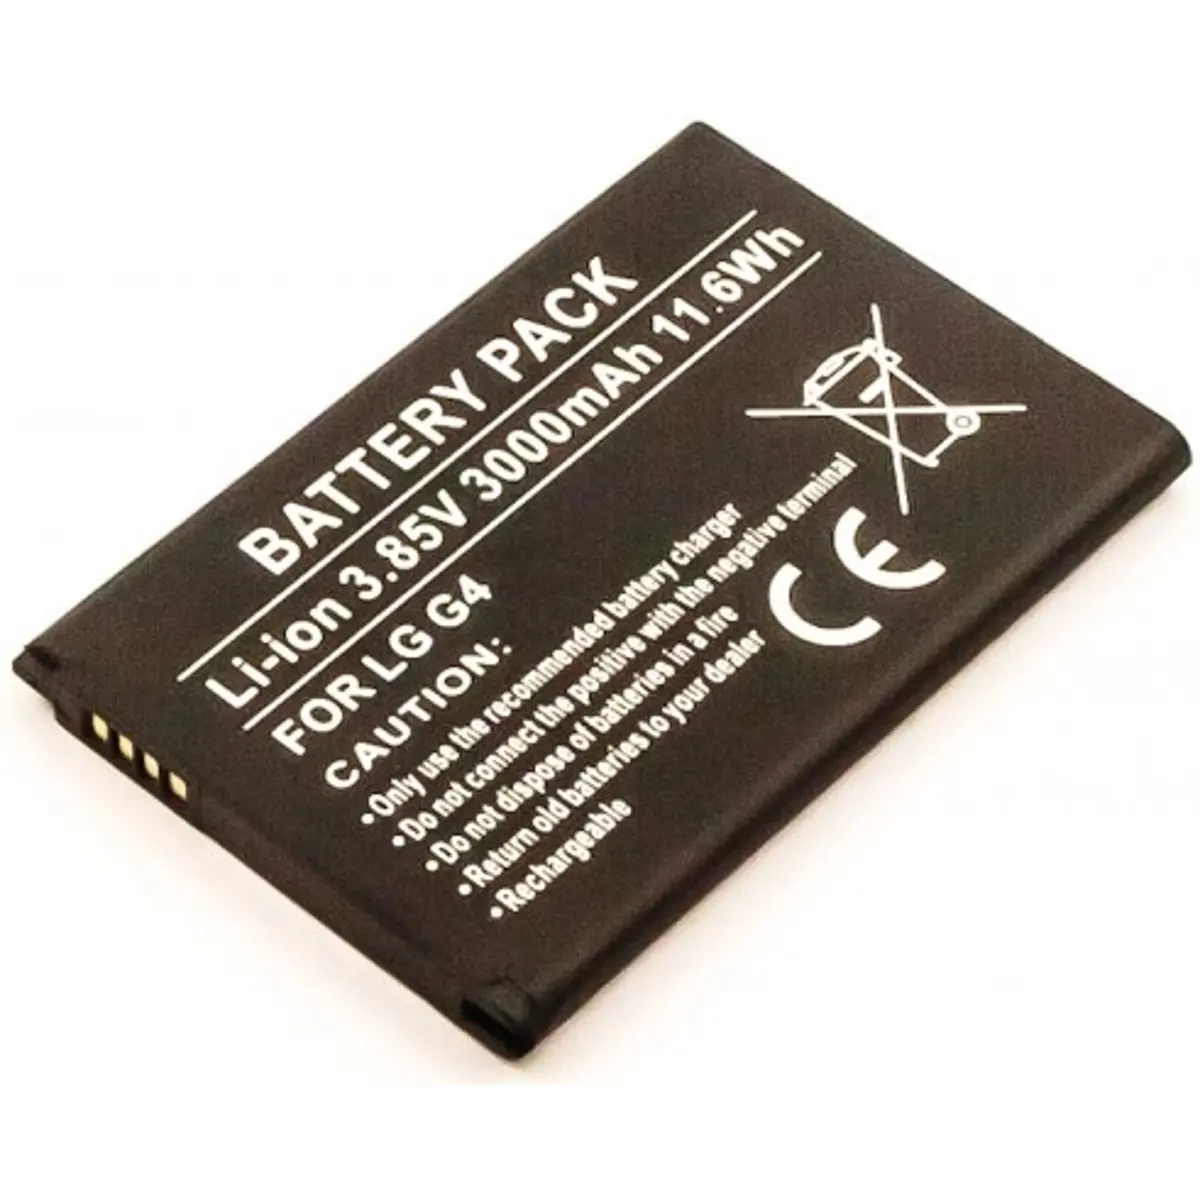 BATTERY PACK
Li-ion 3.85V 3000mAh 11.6Wh
FOR LG G4
CAUTION:
•Only use the recommended battery charger
•Do not connect the positive with the negative terminal
•Do not dispose of batteries in a fire
•Return old batteries to your dealer
•Rechargeable
CE